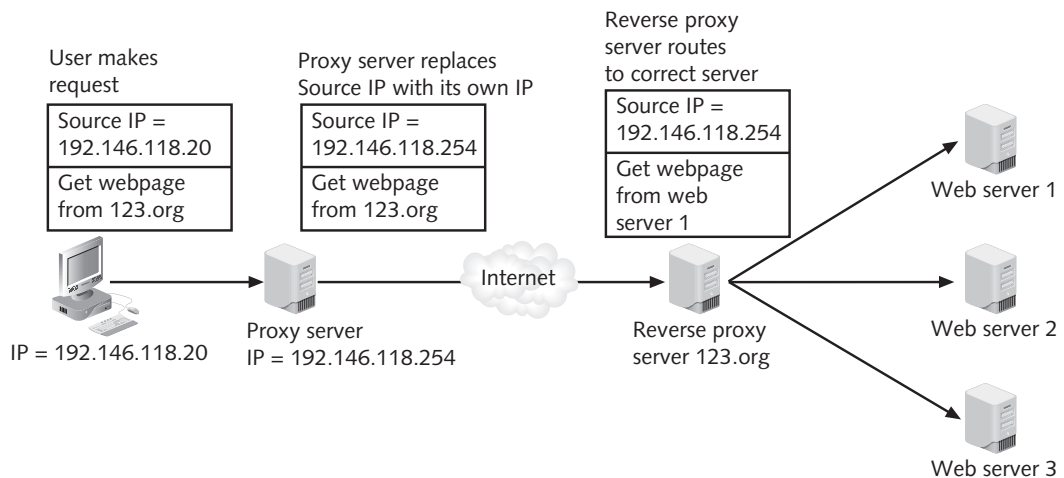 User makes
request
Source IP =
192.146.118.20
Get webpage
from 123.org
IP = 192.146.118.20
Proxy server replaces
Source IP with its own IP
Source IP =
192.146.118.254
Get webpage
from 123.org
Proxy server
IP = 192.146.118.254
Internet
Reverse proxy
server routes
to correct server
Source IP =
192.146.118.254
Get webpage
from web
server 1
Reverse proxy
server 123.org
Web server 1
Web server 2
Web server 3